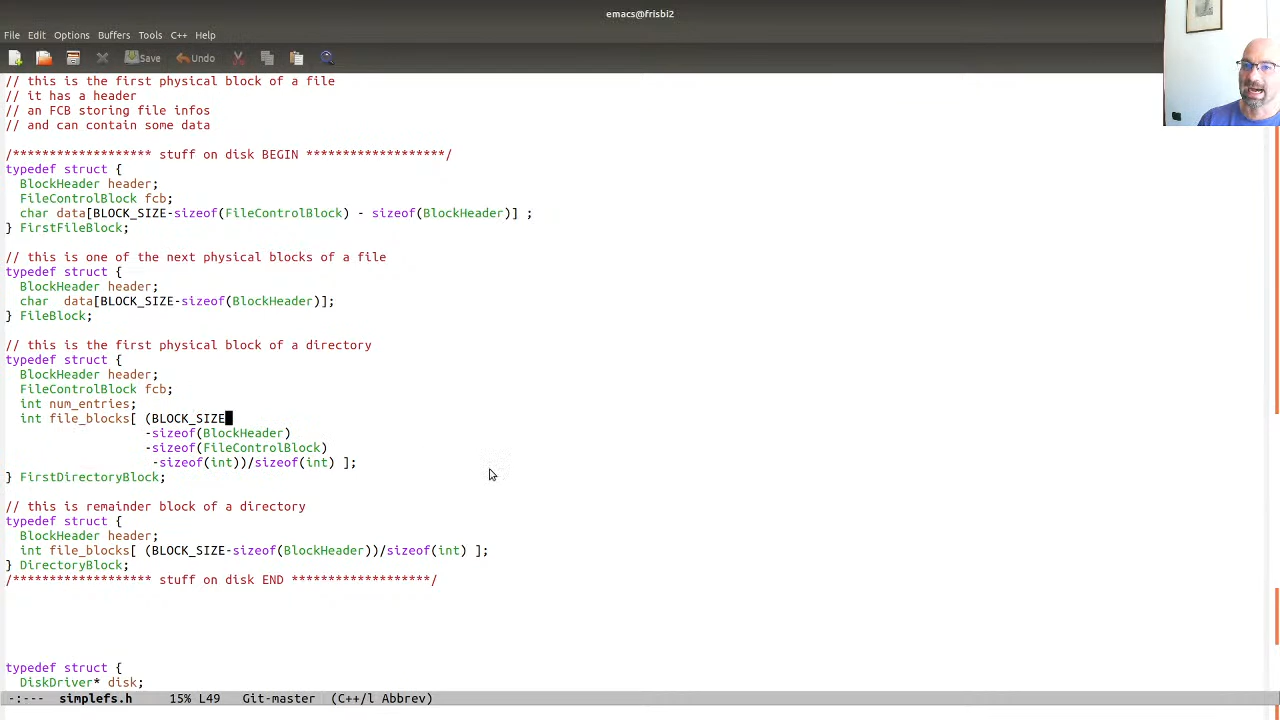 emacs@frisbi2
File Edit Options Buffers Tools C++ Help
Save Undo
// this is the first physical block of a file
// it has a header
// an FCB storing file infos
// and can contain some data
/******************* stuff on disk BEGIN *******************/
typedef struct {
  BlockHeader header;
  FileControlBlock fcb;
  char data[BLOCK_SIZE-sizeof(FileControlBlock) - sizeof(BlockHeader)] ;
} FirstFileBlock;
// this is one of the next physical blocks of a file
typedef struct {
  BlockHeader header;
  char  data[BLOCK_SIZE-sizeof(BlockHeader)];
} FileBlock;
// this is the first physical block of a directory
typedef struct {
  BlockHeader header;
  FileControlBlock fcb;
  int num_entries;
  int file_blocks[ (BLOCK_SIZE
                   -sizeof(BlockHeader)
                   -sizeof(FileControlBlock)
                    -sizeof(int))/sizeof(int) ];
} FirstDirectoryBlock;
// this is remainder block of a directory
typedef struct {
  BlockHeader header;
  int file_blocks[ (BLOCK_SIZE-sizeof(BlockHeader))/sizeof(int) ];
} DirectoryBlock;
/******************* stuff on disk END *******************/
typedef struct {
  DiskDriver* disk;
-:--- simplefs.h 15% L49 Git-master (C++/l Abbrev)